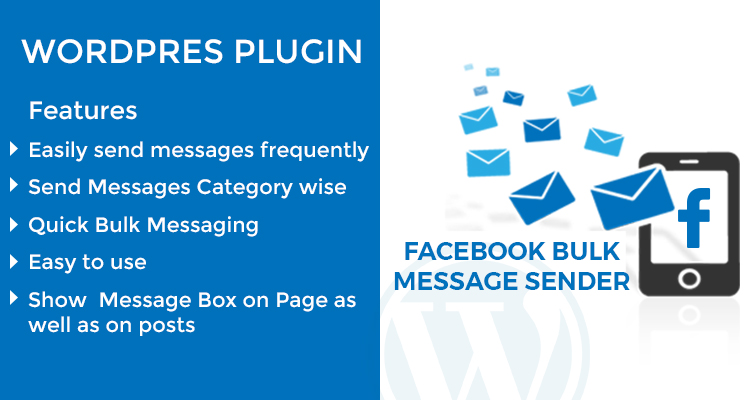 WORDPRES PLUGIN
Features
Easily send messages frequently
Send Messages Category wise
Quick Bulk Messaging
Easy to use
Show  Message Box on Page as
well as on posts
FACEBOOK BULK
MESSAGE SENDER
f
W